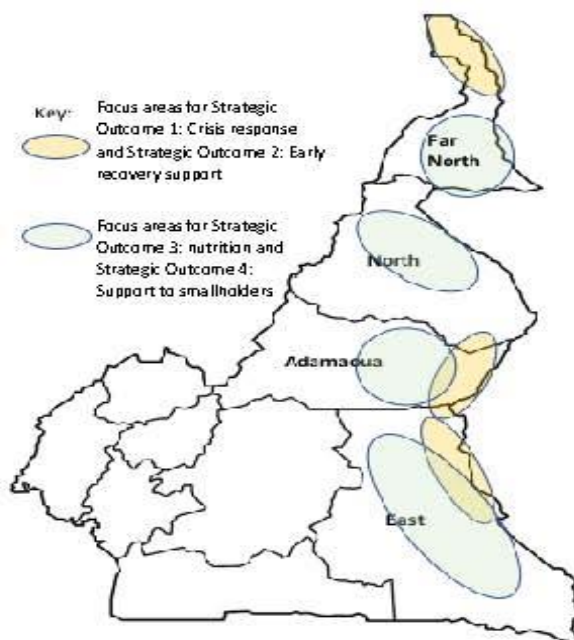 Key:
Focus areas for Strategic
Outcome 1: Crisis response
and Strategic Outcome 2: Early
recovery support
Focus areas for Strategic
Outcome 3: nutrition and
Strategic Outcome 4:
Support to smallholders
Far
North
North
Adamaoua
East